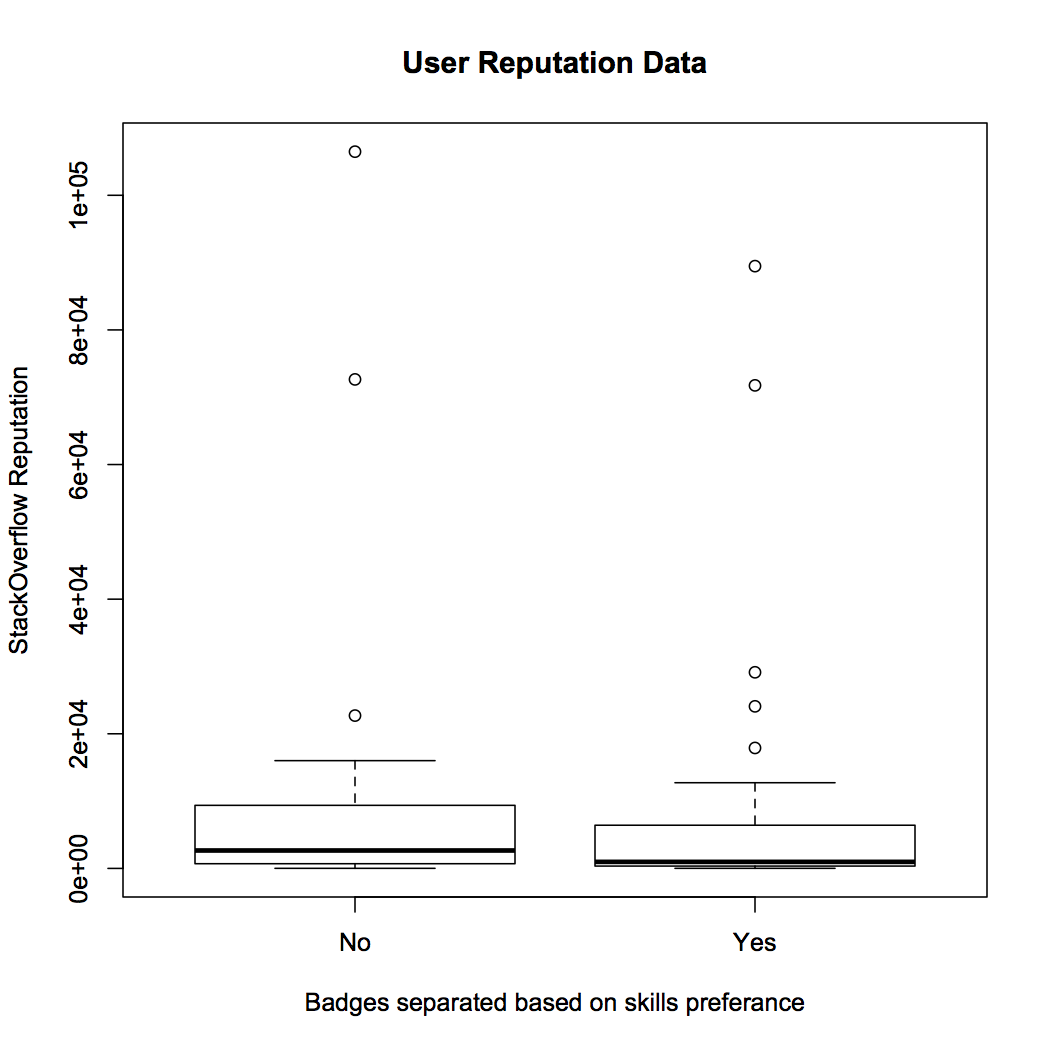 User Reputation Data
StackOverflow Reputation
1e+05
8e+04
6e+04
4e+04
2e+04
0e+00
No
Yes
Badges separated based on skills preferance